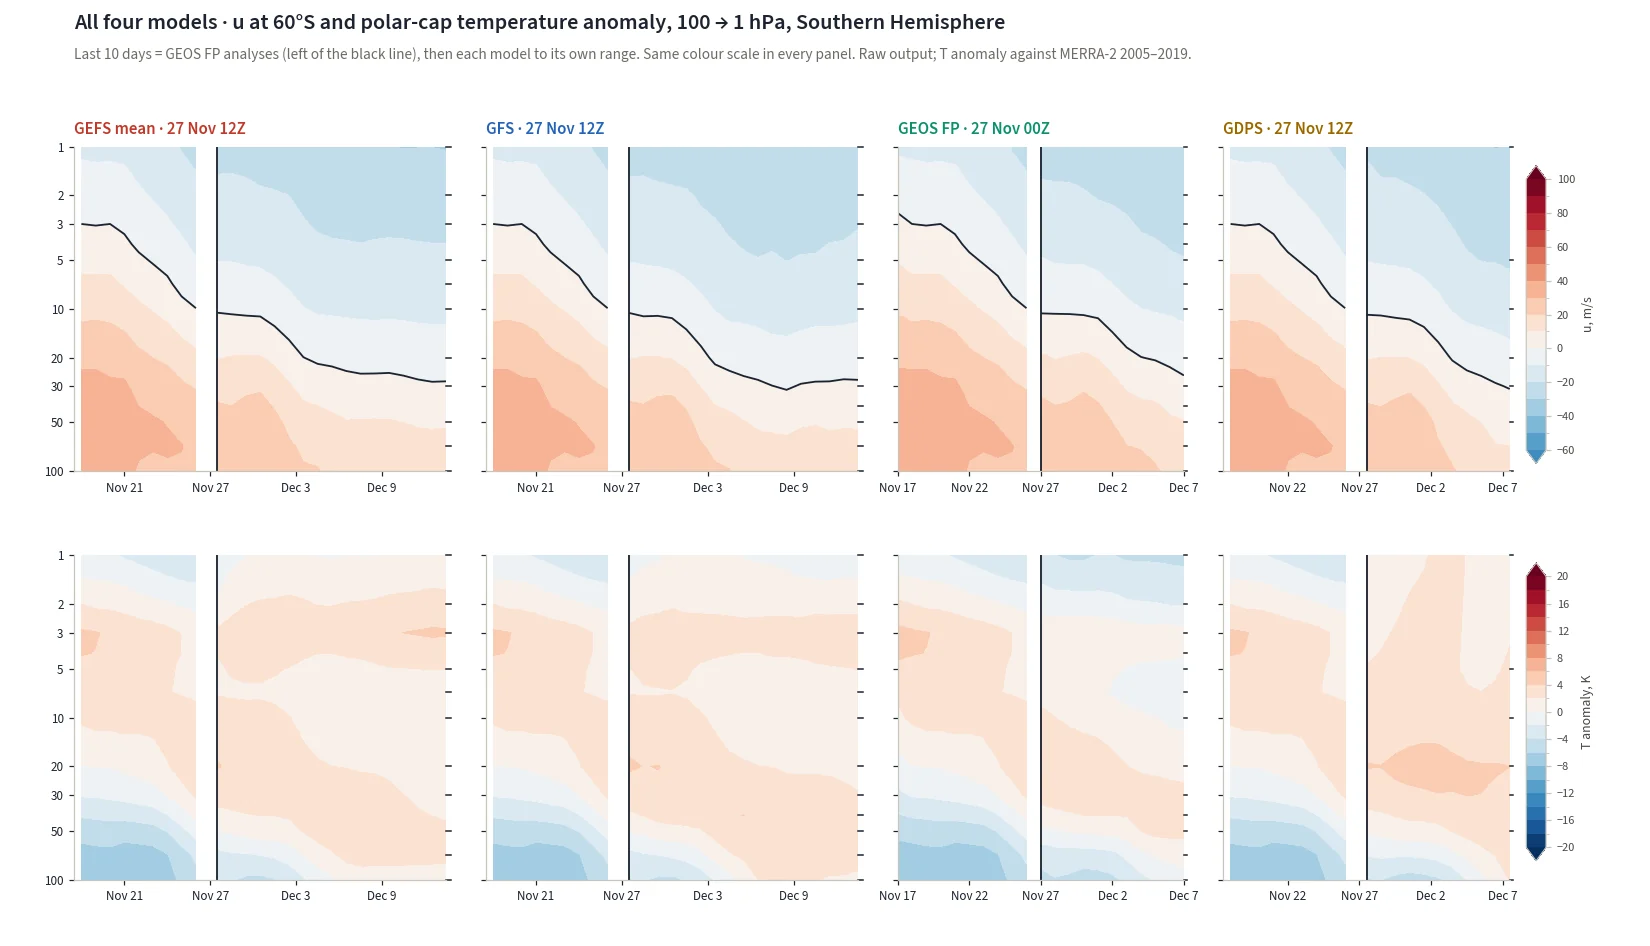 All four models · u at 60°S and polar-cap temperature anomaly, 100 → 1 hPa, Southern Hemisphere
Last 10 days = GEOS FP analyses (left of the black line), then each model to its own range. Same colour scale in every panel. Raw output; T anomaly against MERRA-2 2005–2019.
GEFS mean · 27 Nov 12Z
GFS · 27 Nov 12Z
GEOS FP · 27 Nov 00Z
GDPS · 27 Nov 12Z
1
2
3
5
10
20
30
50
100
Nov 21
Nov 27
Dec 3
Dec 9
Nov 21
Nov 27
Dec 3
Dec 9
Nov 17
Nov 22
Nov 27
Dec 2
Dec 7
Nov 22
Nov 27
Dec 2
Dec 7
100
80
60
40
20
0
−20
−40
−60
u, m/s
1
2
3
5
10
20
30
50
100
Nov 21
Nov 27
Dec 3
Dec 9
Nov 21
Nov 27
Dec 3
Dec 9
Nov 17
Nov 22
Nov 27
Dec 2
Dec 7
Nov 22
Nov 27
Dec 2
Dec 7
20
16
12
8
4
0
−4
−8
−12
−16
−20
T anomaly, K